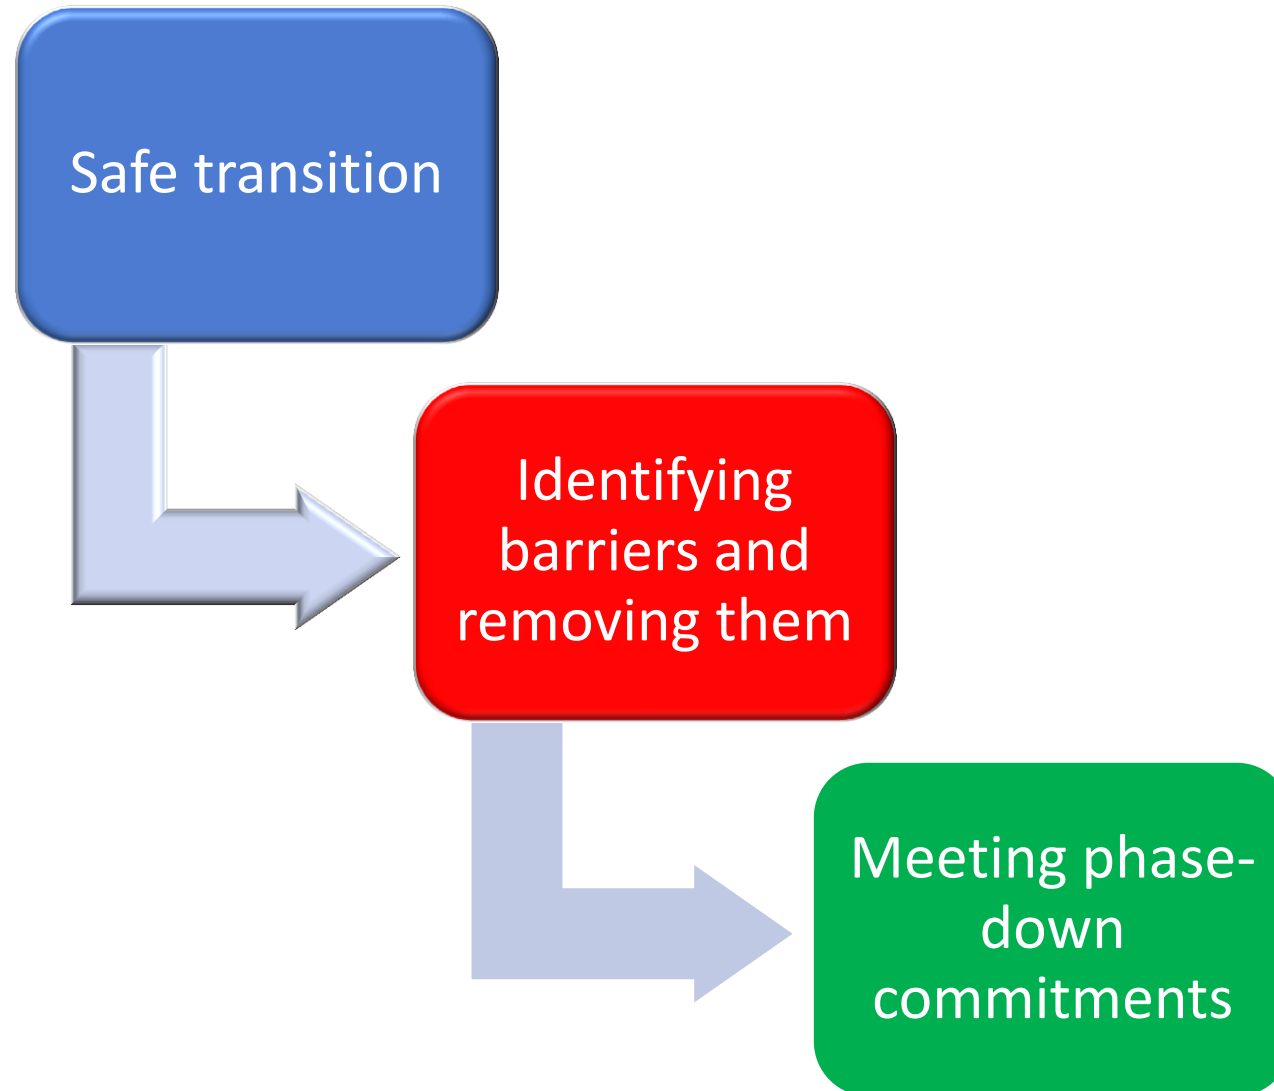 Safe transition
Identifying
barriers and
removing them
Meeting phase-
down
commitments